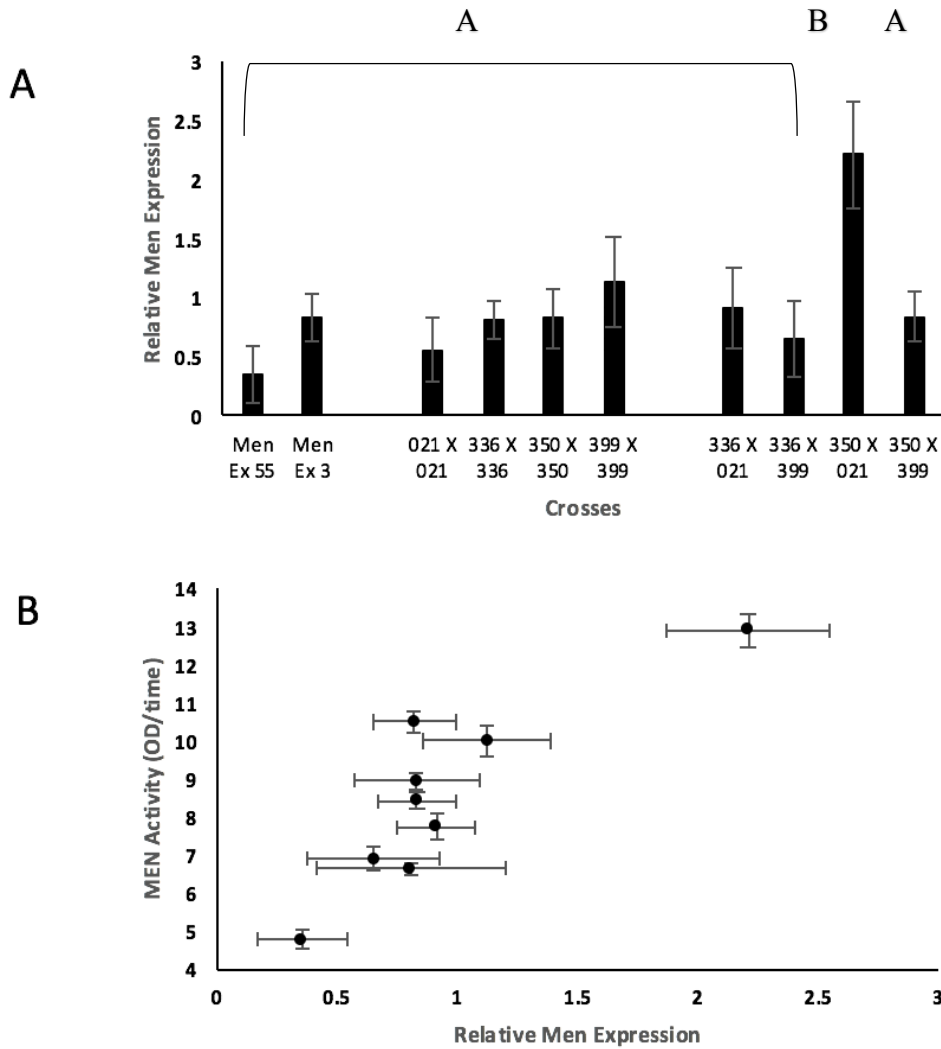 A B A
A
3
2.5
2
1.5
1
0.5
0
Relative Men Expression
Men Men 021 X 336 X 350 X 399 X 336 X 336 X 350 X 350 X
Ex 55 Ex 3 021 336 350 399 021 399 021 399
Crosses
B
14
13
12
11
10
9
8
7
6
5
4
MEN Activity (OD/time)
0 0.5 1 1.5 2 2.5 3
Relative Men Expression